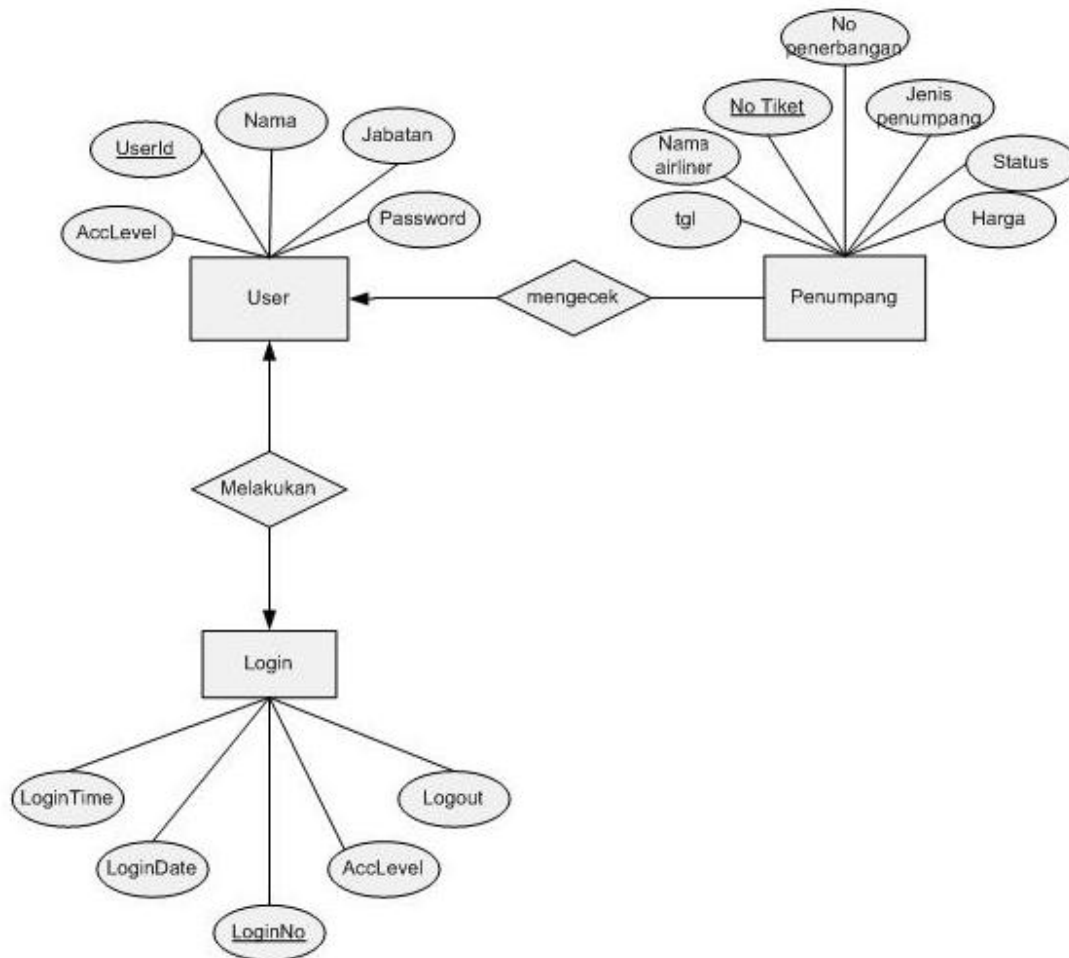 No
penerbangan
No Tiket
Jenis
penumpang
Nama
Jabatan
UserId
Nama
airliner
Status
AccLevel
Password
tgl
Harga
User
mengecek
Penumpang
Melakukan
Login
LoginTime
Logout
LoginDate
AccLevel
LoginNo